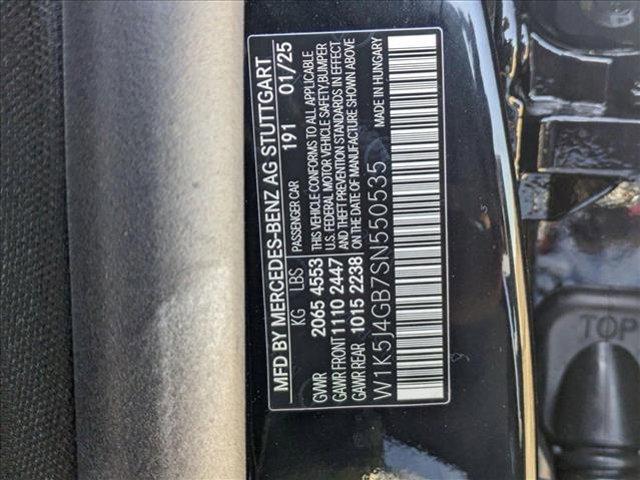 MFD BY MERCEDES-BENZ AG STUTTGART
191 01/25
KG LBS
PASSENGER CAR
GVWR 2065 4553
GAWR FRONT 1110 2447
GAWR REAR 1015 2238
THIS VEHICLE CONFORMS TO ALL APPLICABLE
U.S. FEDERAL MOTOR VEHICLE SAFETY,BUMPER
AND THEFT PREVENTION STANDARDS IN EFFECT
ON THE DATE OF MANUFACTURE SHOWN ABOVE
MADE IN HUNGARY
W1K5J4GB7SN550535
TOP